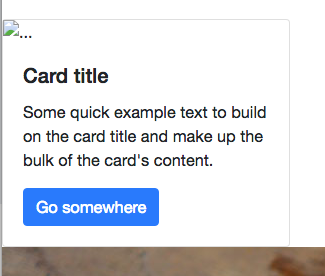 ...
Card title
Some quick example text to build
on the card title and make up the
bulk of the card's content.
Go somewhere